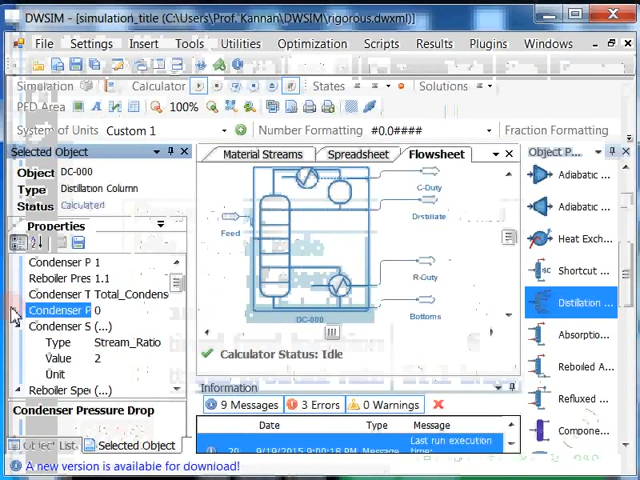 DWSIM - [simulation_title (C:\Users\Prof. Kannan\DWSIM\rigorous.dwxml)]
File Settings Insert Tools Utilities Optimization Scripts Results Plugins Windows
Simulation Calculator States Solutions
PFD Area 100%
System of Units Custom 1 Number Formatting #0.0#### Fraction Formatting
Selected Object
Object DC-000
Type Distillation Column
Status Calculated
Properties
Condenser P 1
Reboiler Pres 1.1
Condenser T Total_Condens
Condenser P 0
Condenser S (...)
Type Stream_Ratio
Value 2
Unit
Reboiler Spe (...)
Condenser Pressure Drop
Object List Selected Object
Material Streams Spreadsheet Flowsheet
Feed
C-Duty
Distillate
R-Duty
Bottoms
DC-000
Calculator Status: Idle
Information
9 Messages 3 Errors 0 Warnings
Date Type Message
20 9/19/2015 9:00:18 PM Message Last run execution
time:
Object P...
Adiabatic ...
Adiabatic ...
Heat Exch...
Shortcut ...
Distillation ...
Absorptio...
Reboiled A...
Refluxed ...
Compone...
A new version is available for download!